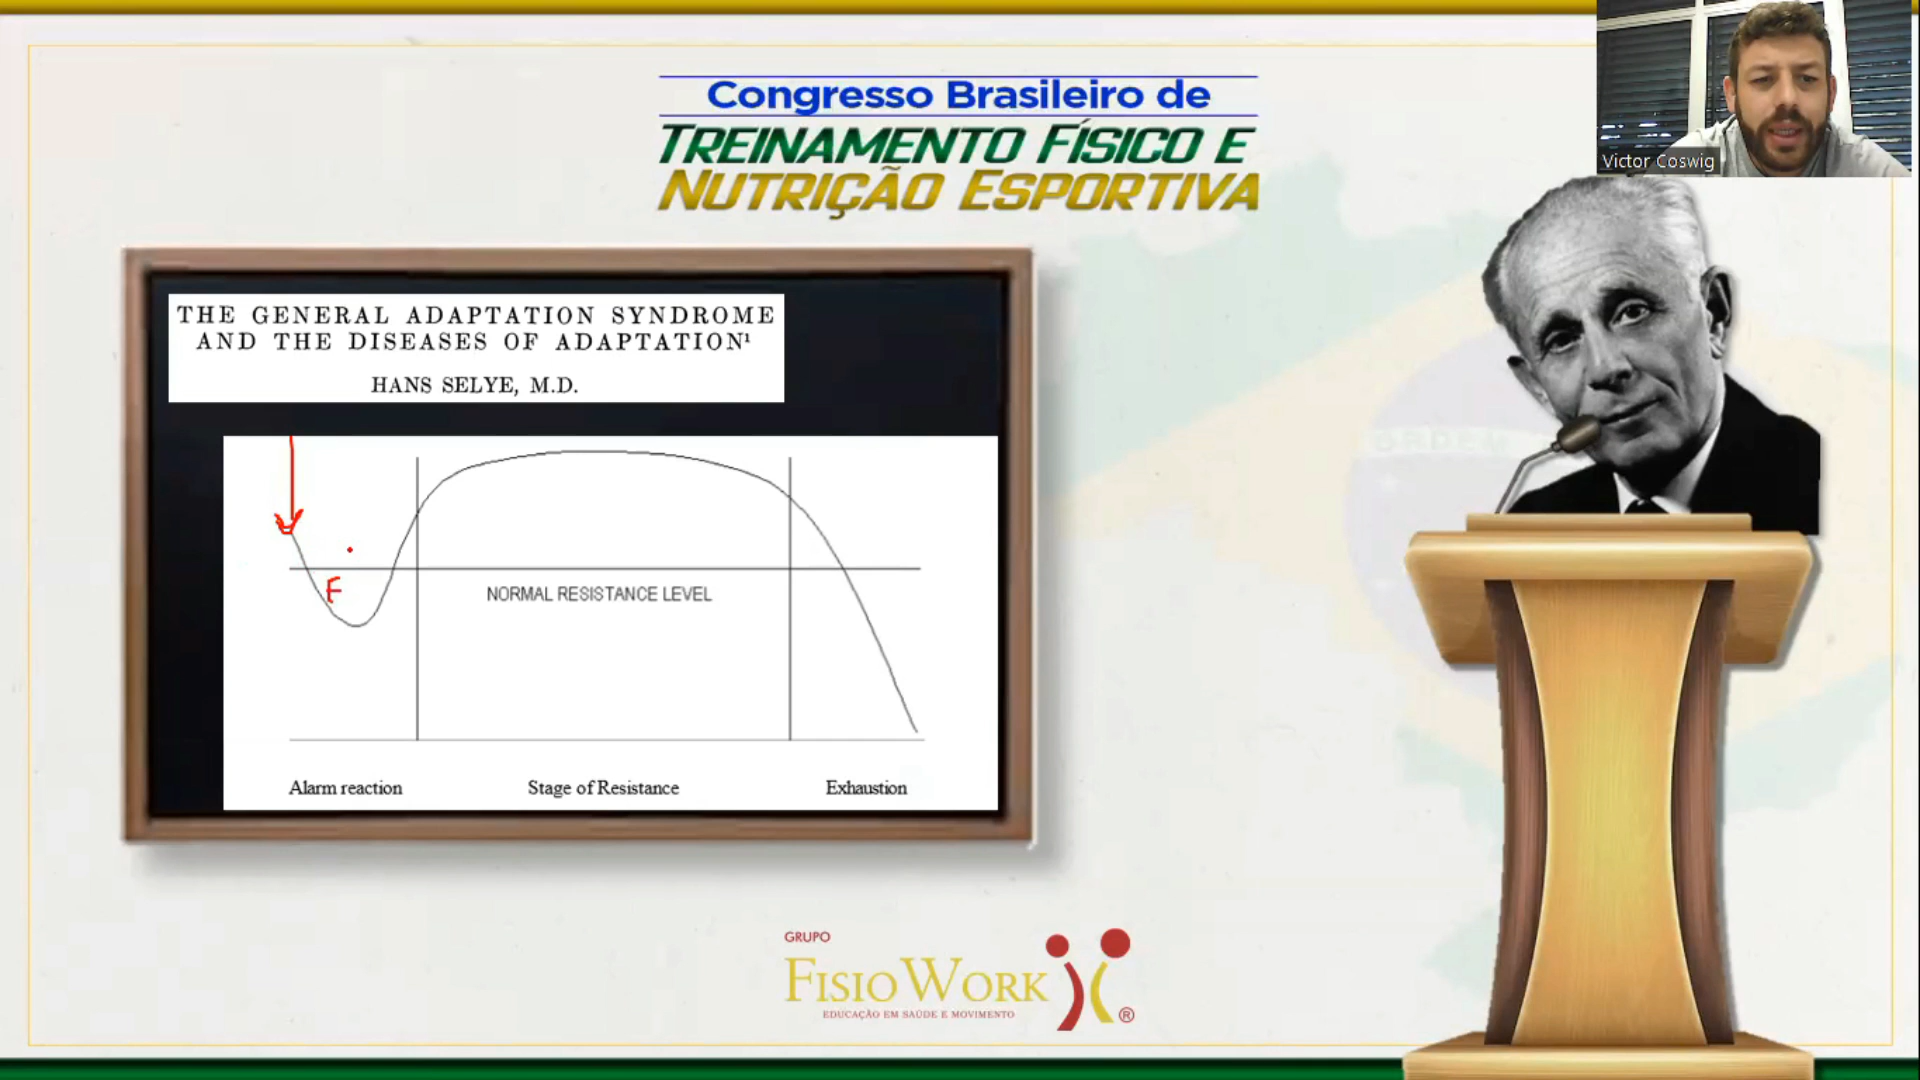 Congresso Brasileiro de
TREINAMENTO FÍSICO E
NUTRIÇÃO ESPORTIVA
Victor Coswig
THE GENERAL ADAPTATION SYNDROME
AND THE DISEASES OF ADAPTATION¹
HANS SELYE, M.D.
F
NORMAL RESISTANCE LEVEL
Alarm reaction
Stage of Resistance
Exhaustion
GRUPO
FISIOWORK
EDUCAÇÃO EM SAÚDE E MOVIMENTO
®